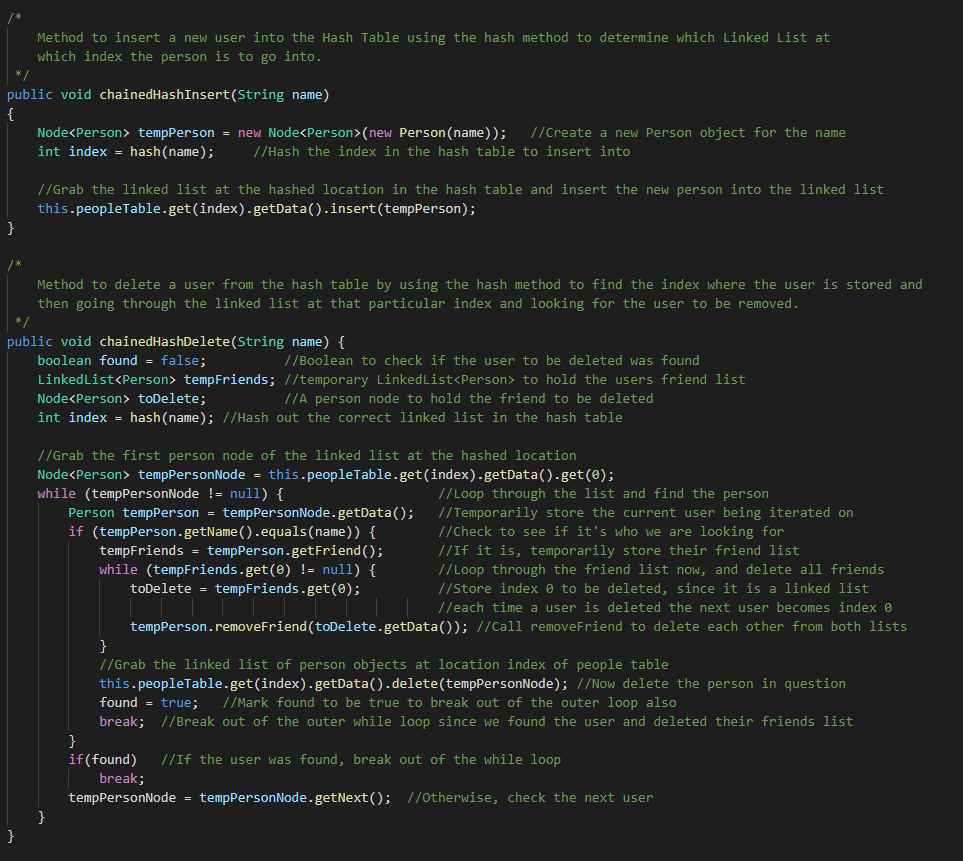 /*
    Method to insert a new user into the Hash Table using the hash method to determine which Linked List at
    which index the person is to go into.
 */
public void chainedHashInsert(String name)
{
    Node<Person> tempPerson = new Node<Person>(new Person(name));   //Create a new Person object for the name
    int index = hash(name);     //Hash the index in the hash table to insert into

    //Grab the linked list at the hashed location in the hash table and insert the new person into the linked list
    this.peopleTable.get(index).getData().insert(tempPerson);
}

/*
    Method to delete a user from the hash table by using the hash method to find the index where the user is stored and
    then going through the linked list at that particular index and looking for the user to be removed.
 */
public void chainedHashDelete(String name) {
    boolean found = false;          //Boolean to check if the user to be deleted was found
    LinkedList<Person> tempFriends; //temporary LinkedList<Person> to hold the users friend list
    Node<Person> toDelete;          //A person node to hold the friend to be deleted
    int index = hash(name); //Hash out the correct linked list in the hash table

    //Grab the first person node of the linked list at the hashed location
    Node<Person> tempPersonNode = this.peopleTable.get(index).getData().get(0);
    while (tempPersonNode != null) {                    //Loop through the list and find the person
        Person tempPerson = tempPersonNode.getData();   //Temporarily store the current user being iterated on
        if (tempPerson.getName().equals(name)) {        //Check to see if it's who we are looking for
            tempFriends = tempPerson.getFriend();       //If it is, temporarily store their friend list
            while (tempFriends.get(0) != null) {        //Loop through the friend list now, and delete all friends
                toDelete = tempFriends.get(0);          //Store index 0 to be deleted, since it is a linked list
                                                        //each time a user is deleted the next user becomes index 0
                tempPerson.removeFriend(toDelete.getData()); //Call removeFriend to delete each other from both lists
            }
            //Grab the linked list of person objects at location index of people table
            this.peopleTable.get(index).getData().delete(tempPersonNode); //Now delete the person in question
            found = true;   //Mark found to be true to break out of the outer loop also
            break;  //Break out of the outer while loop since we found the user and deleted their friends list
        }
        if(found)   //If the user was found, break out of the while loop
            break;
        tempPersonNode = tempPersonNode.getNext();  //Otherwise, check the next user
    }
}